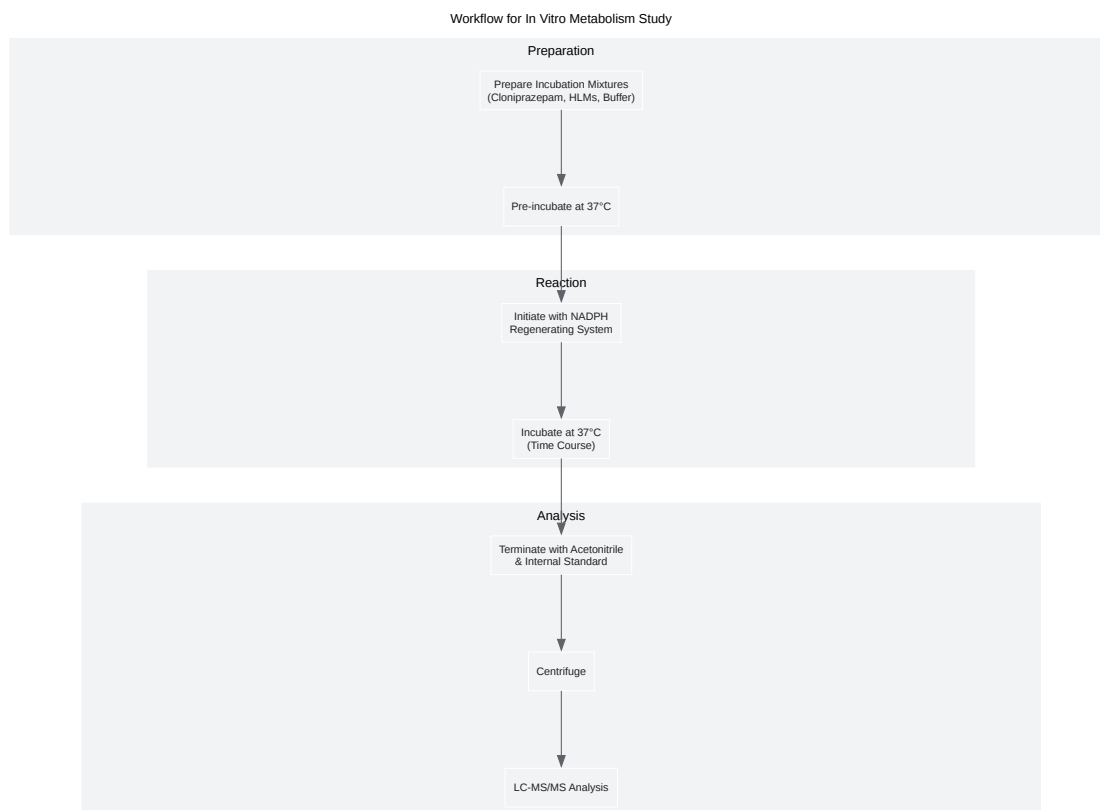 Workflow for In Vitro Metabolism Study
Preparation
Prepare Incubation Mixtures
(Cloniprazepam, HLMs, Buffer)
Pre-incubate at 37°C
Reaction
Initiate with NADPH
Regenerating System
Incubate at 37°C
(Time Course)
Analysis
Terminate with Acetonitrile
& Internal Standard
Centrifuge
LC-MS/MS Analysis